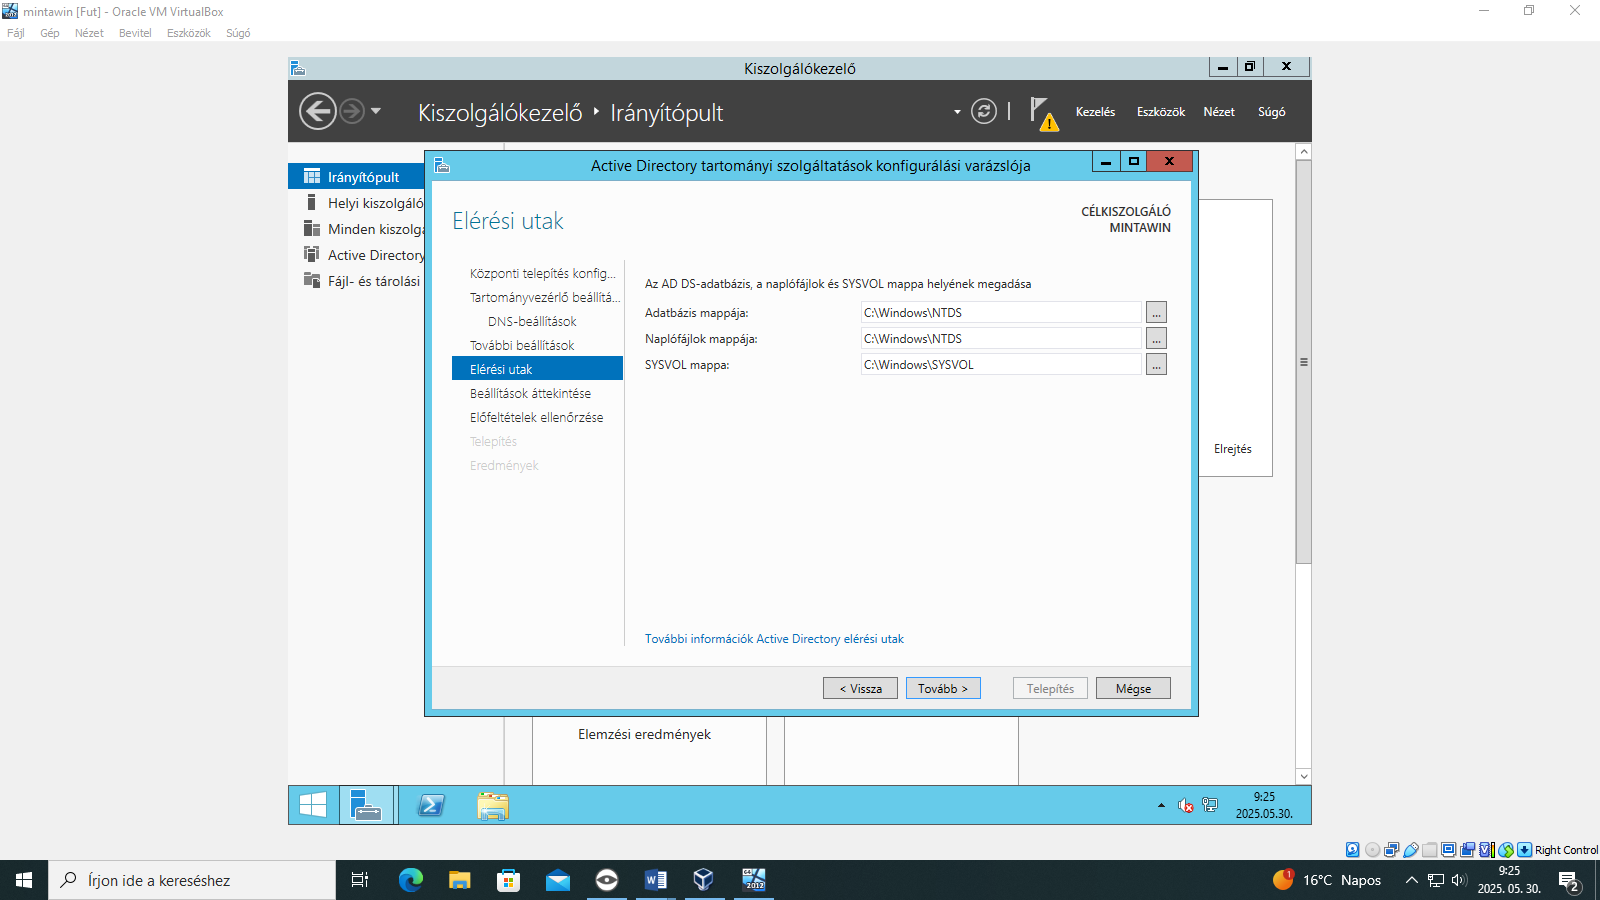 mintawin [Fut] - Oracle VM VirtualBox
Fájl Gép Nézet Bevitel Eszközök Súgó
Kiszolgálókezelő
Kiszolgálókezelő Irányítópult
Kezelés Eszközök Nézet Súgó
Irányítópult
Helyi kiszolgáló
Minden kiszolgá
Active Directory
Fájl- és tárolási
Active Directory tartományi szolgáltatások konfigurálási varázslója
Elérési utak
CÉLKISZOLGÁLÓ
MINTAWIN
Központi telepítés konfig...
Tartományvezérlő beállítá...
DNS-beállítások
További beállítások
Elérési utak
Beállítások áttekintése
Előfeltételek ellenőrzése
Telepítés
Eredmények
Az AD DS-adatbázis, a naplófájlok és SYSVOL mappa helyének megadása
Adatbázis mappája: C:\Windows\NTDS ...
Naplófájlok mappája: C:\Windows\NTDS ...
SYSVOL mappa: C:\Windows\SYSVOL ...
További információk Active Directory elérési utak
< Vissza Tovább > Telepítés Mégse
Elrejtés
Elemzési eredmények
9:25
2025.05.30.
Right Control
Írjon ide a kereséshez
16°C Napos
9:25
2025. 05. 30.
2